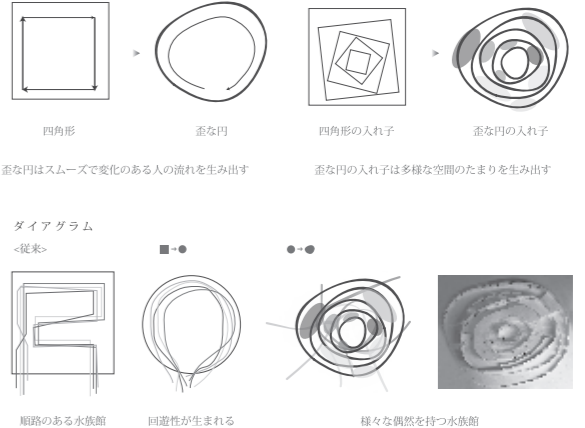 四角形
歪な円
四角形の入れ子
歪な円の入れ子
歪な円はスムーズで変化のある人の流れを生み出す
歪な円の入れ子は多様な空間のたまりを生み出す
ダイアグラム
<従来>
順路のある水族館
回遊性が生まれる
様々な偶然を持つ水族館